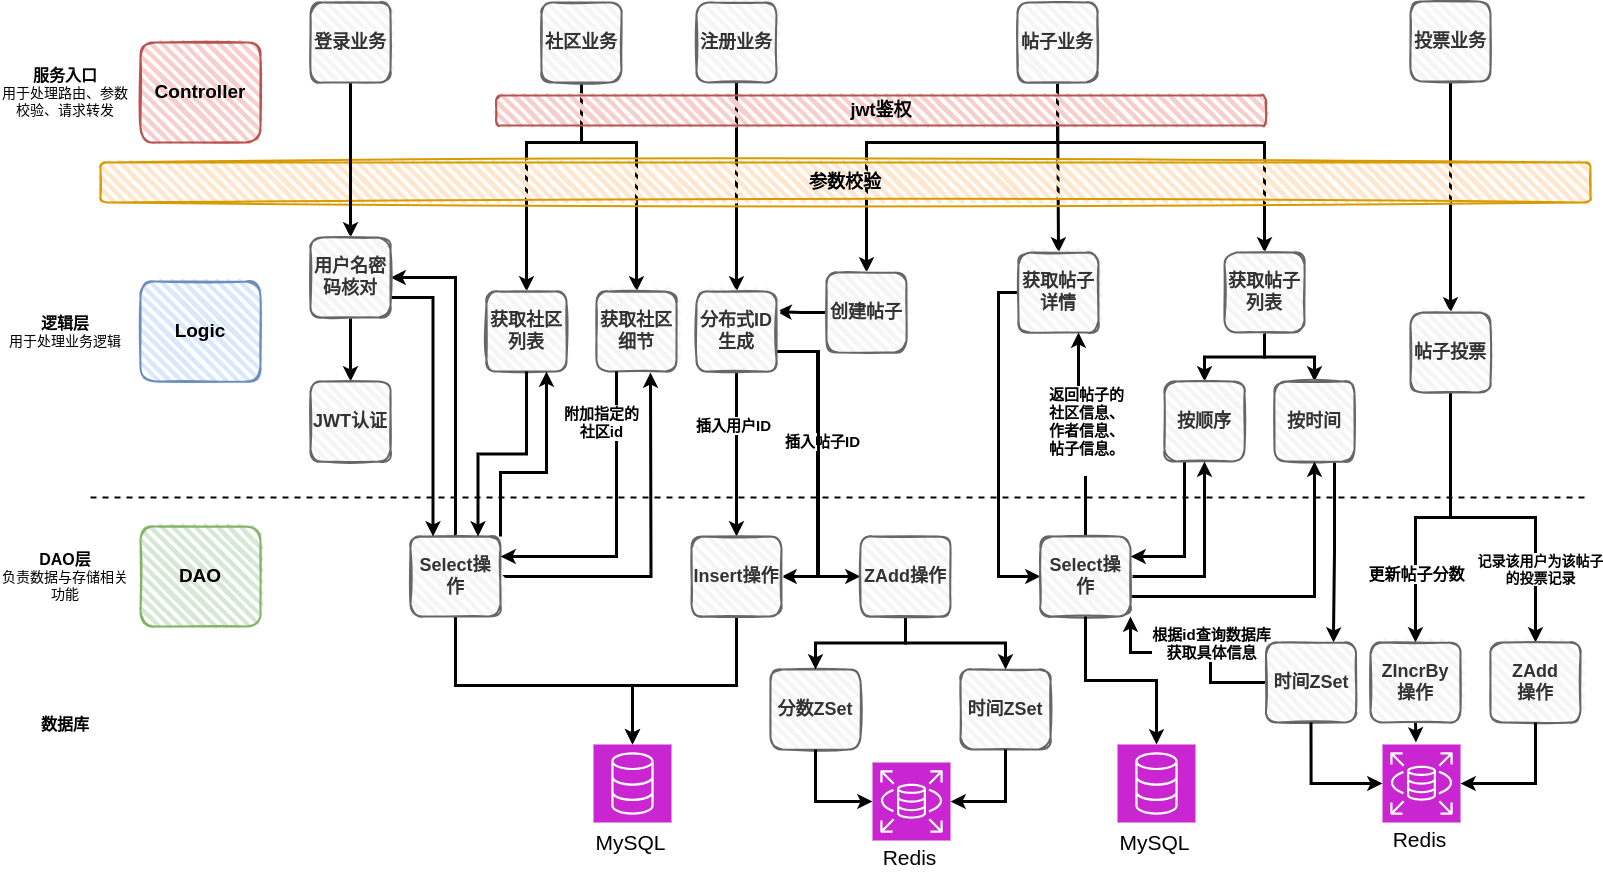 登录业务
社区业务
注册业务
帖子业务
投票业务
服务入口
用于处理路由、参数
校验、请求转发
Controller
jwt鉴权
参数校验
用户名密
码核对
获取社区
列表
获取社区
细节
分布式ID
生成
创建帖子
获取帖子
详情
获取帖子
列表
帖子投票
逻辑层
用于处理业务逻辑
Logic
JWT认证
附加指定的
社区id
插入用户ID
插入帖子ID
返回帖子的
社区信息、
作者信息、
帖子信息。
按顺序
按时间
DAO层
负责数据与存储相关
功能
DAO
Select操
作
Insert操作
ZAdd操作
Select操
作
更新帖子分数
记录该用户为该帖子
的投票记录
根据id查询数据库
获取具体信息
分数ZSet
时间ZSet
时间ZSet
ZIncrBy
操作
ZAdd
操作
数据库
MySQL
Redis
MySQL
Redis